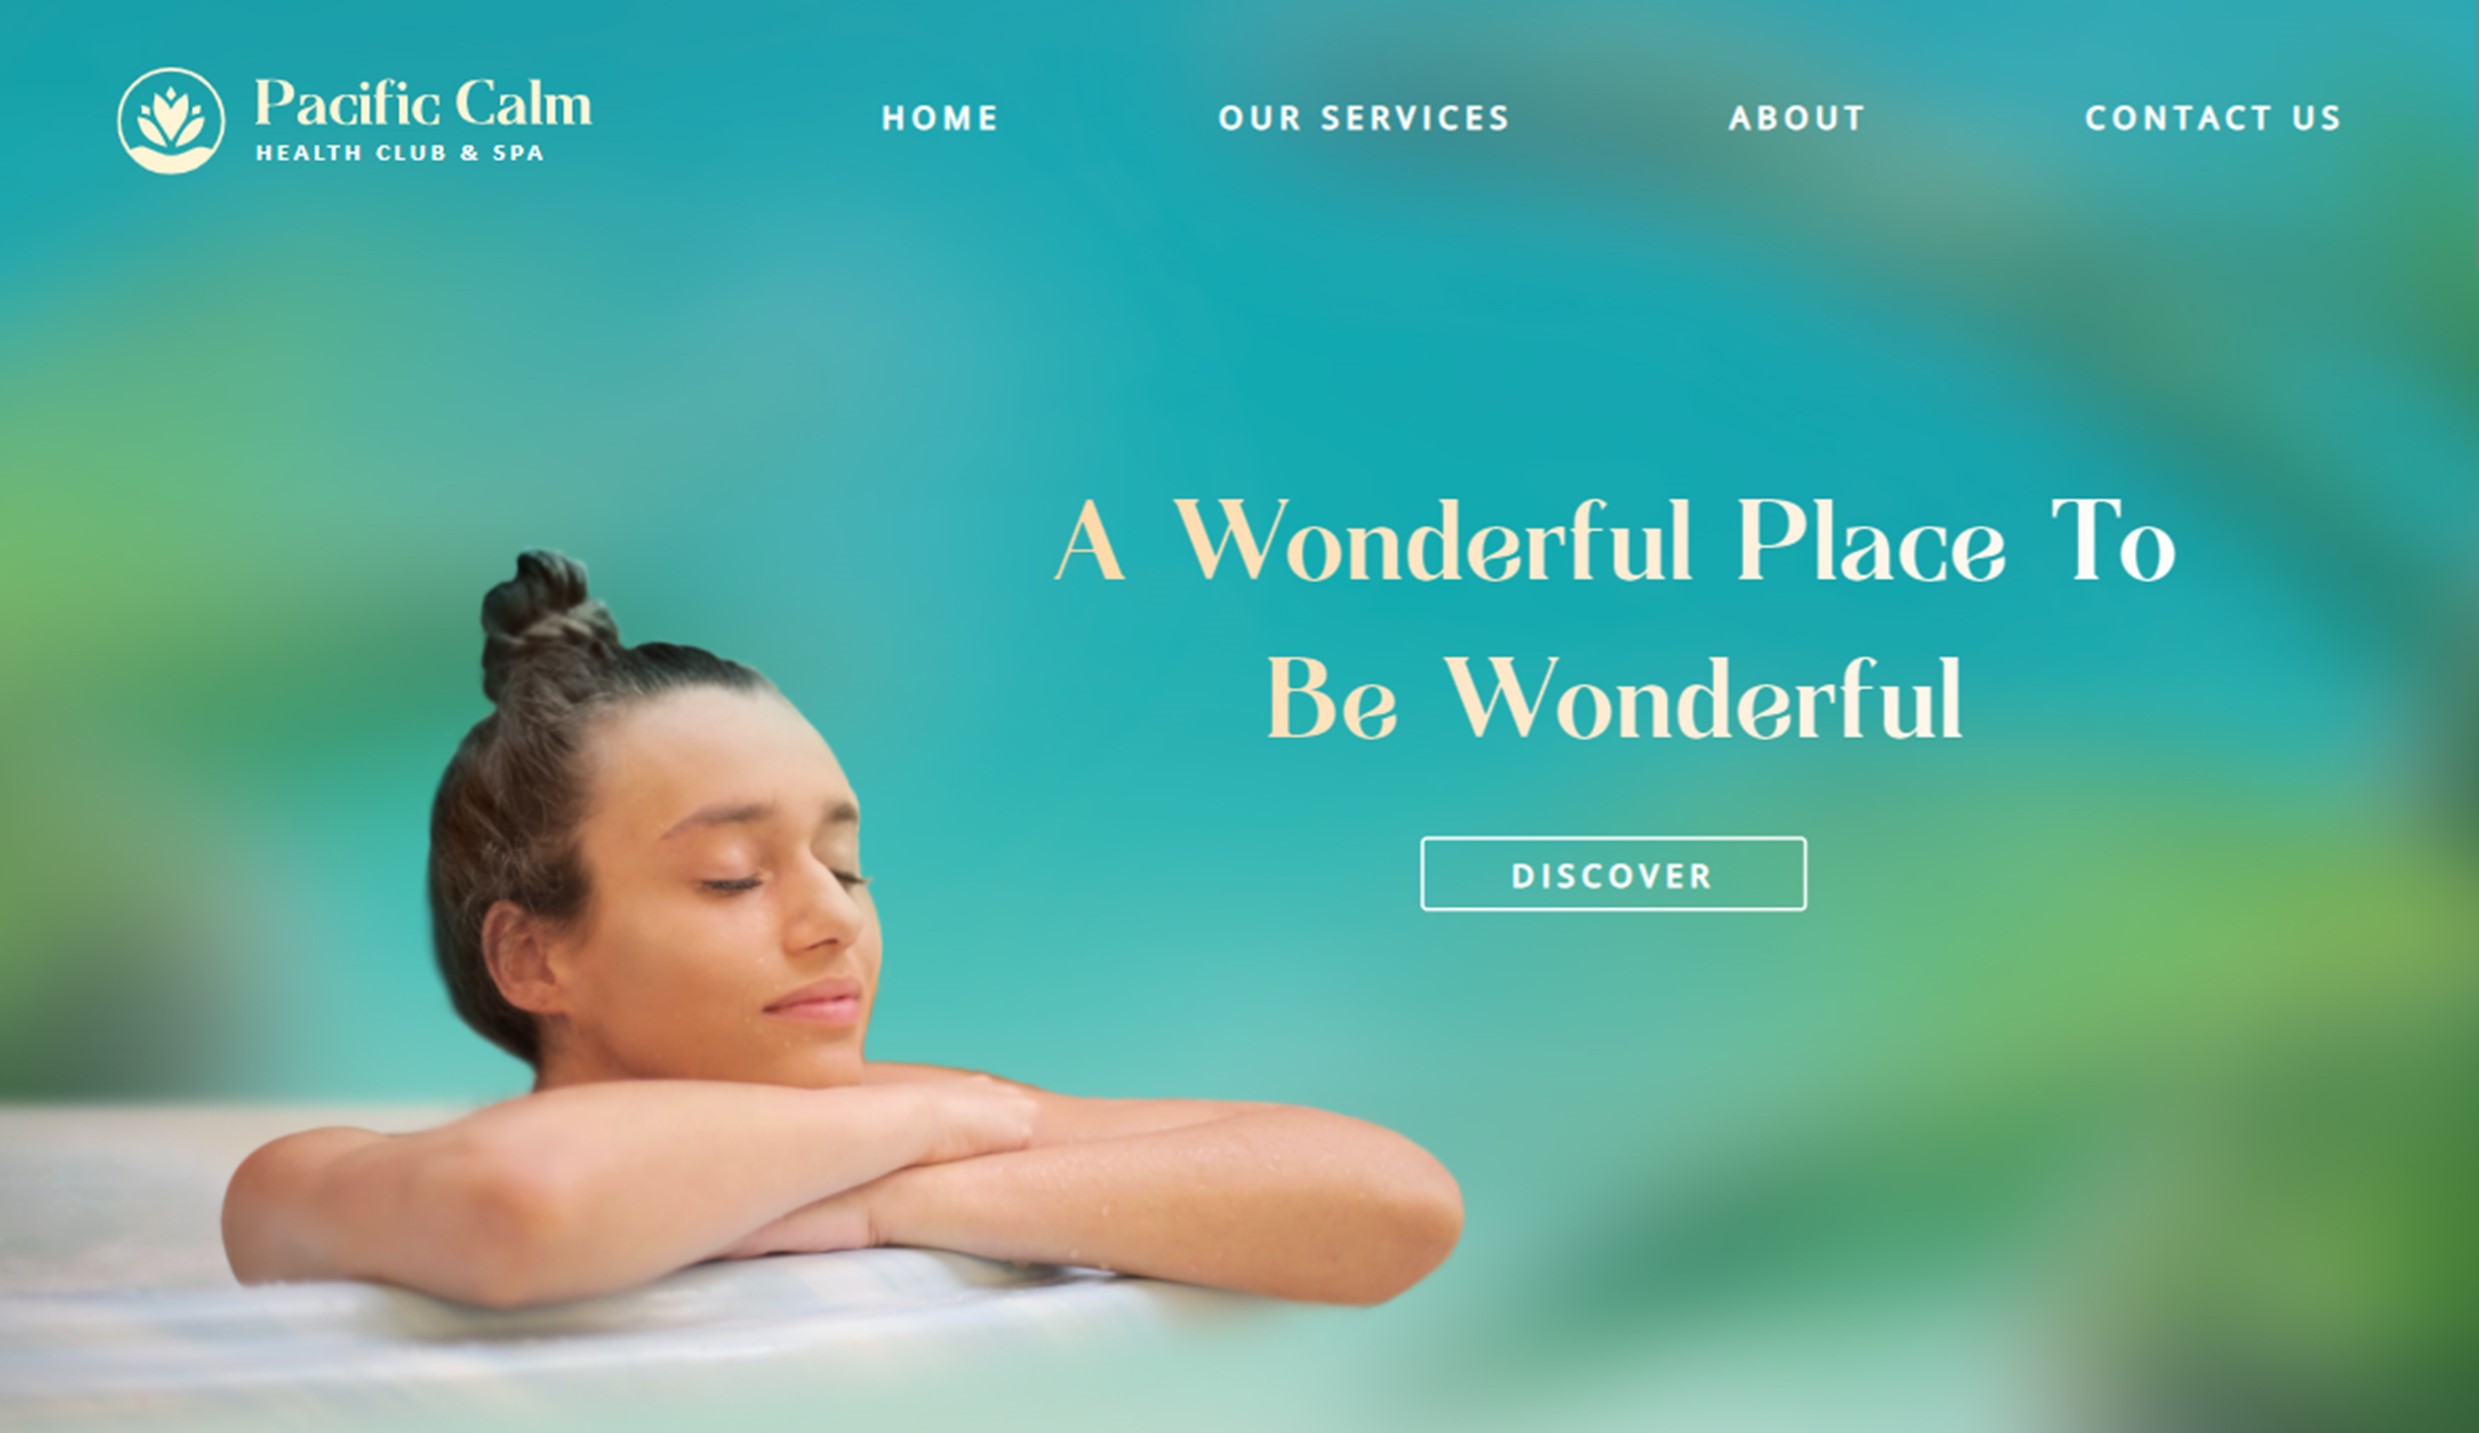 Pacific Calm
HEALTH CLUB & SPA
HOME OUR SERVICES ABOUT CONTACT US
A Wonderful Place To
Be Wonderful
DISCOVER